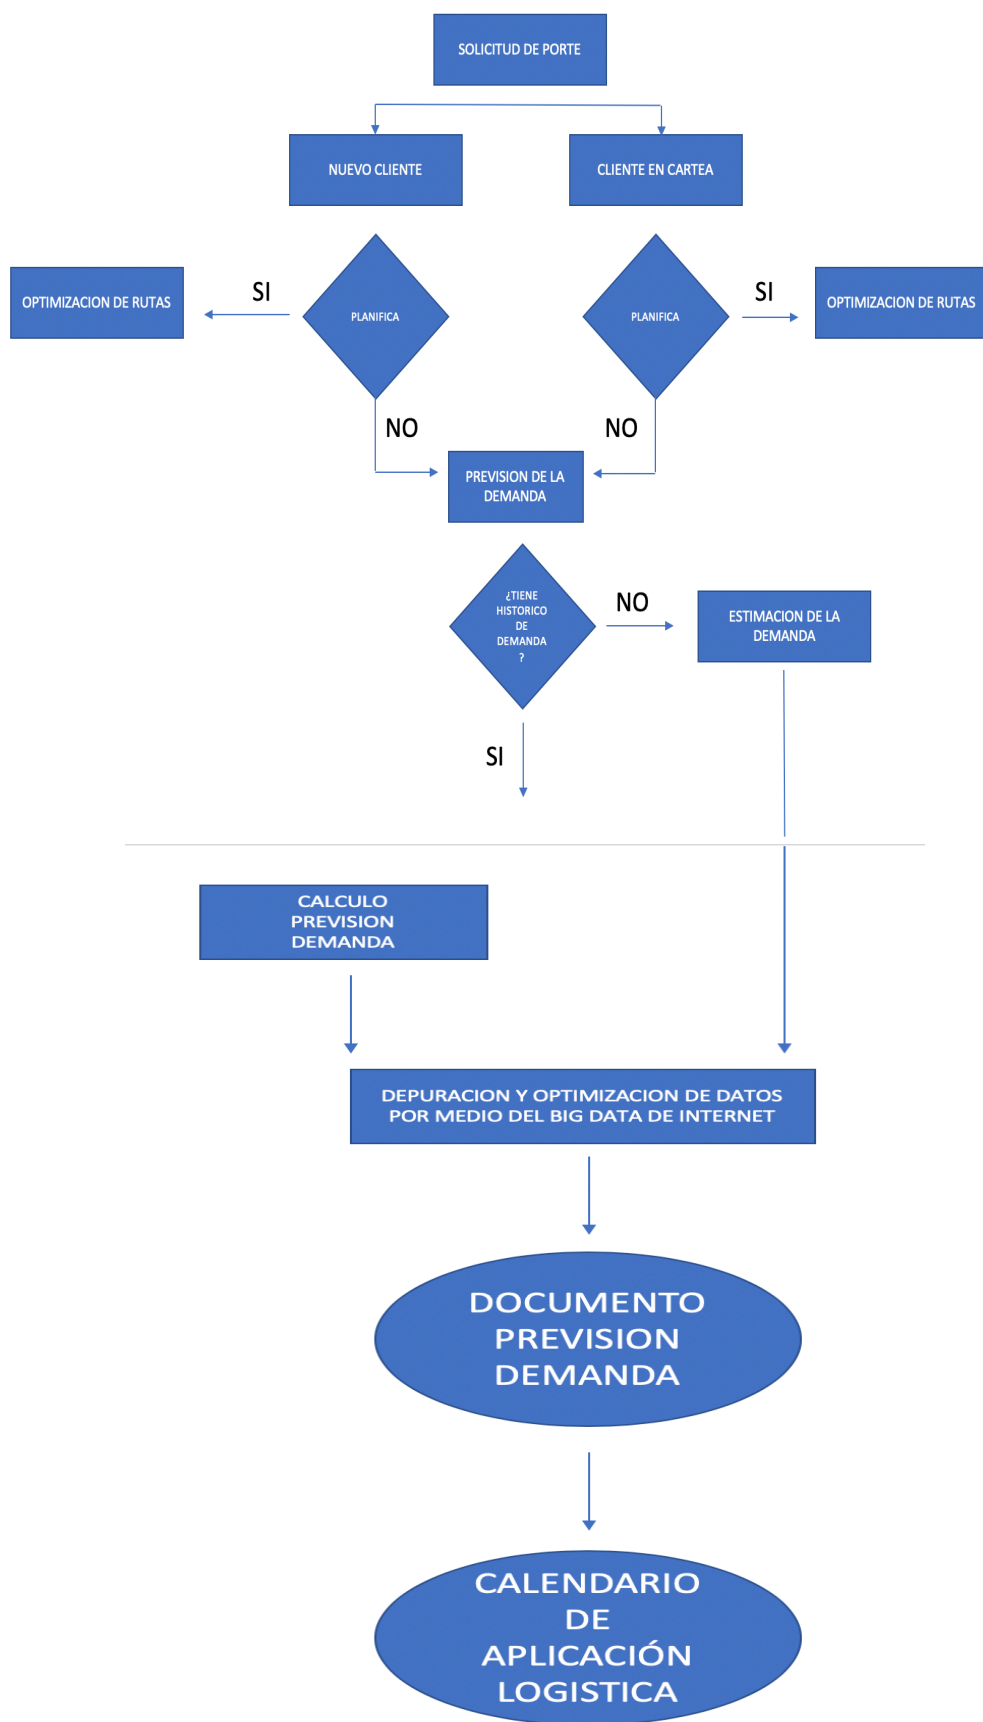 SOLICITUD DE PORTE
NUEVO CLIENTE
CLIENTE EN CARTEA
OPTIMIZACION DE RUTAS
SI
PLANIFICA
PLANIFICA
SI
OPTIMIZACION DE RUTAS
NO
NO
PREVISION DE LA
DEMANDA
¿TIENE
HISTORICO
DE
DEMANDA
?
NO
ESTIMACION DE LA
DEMANDA
SI
CALCULO
PREVISION
DEMANDA
DEPURACION Y OPTIMIZACION DE DATOS
POR MEDIO DEL BIG DATA DE INTERNET
DOCUMENTO
PREVISION
DEMANDA
CALENDARIO
DE
APLICACIÓN
LOGISTICA